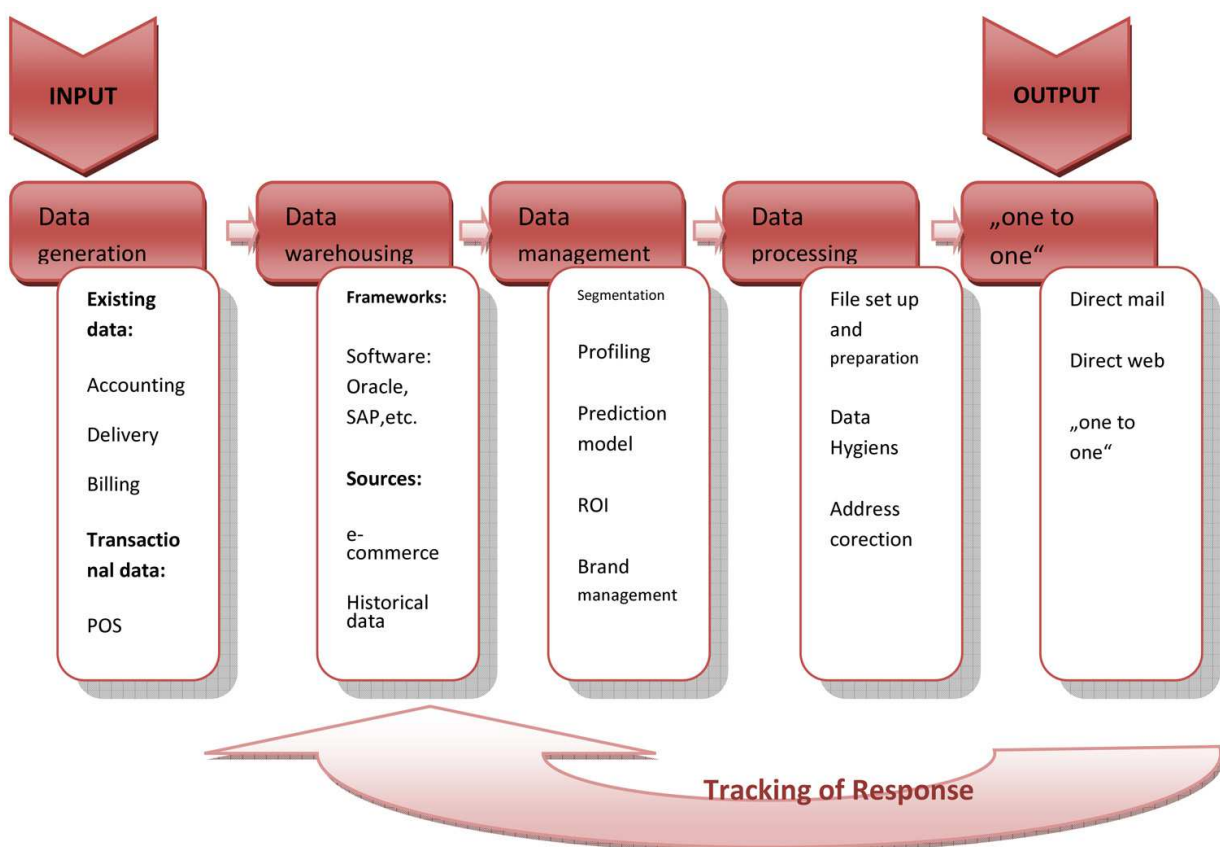 INPUT
OUTPUT
Data
generation
Data
warehousing
Data
management
Data
processing
„one to
one“
Existing
data:
Accounting
Delivery
Billing
Transactio
nal data:
POS
Frameworks:
Software:
Oracle,
SAP,etc.
Sources:
e-
commerce
Historical
data
Segmentation
Profiling
Prediction
model
ROI
Brand
management
File set up
and
preparation
Data
Hygiens
Address
corection
Direct mail
Direct web
„one to
one“
Tracking of Response